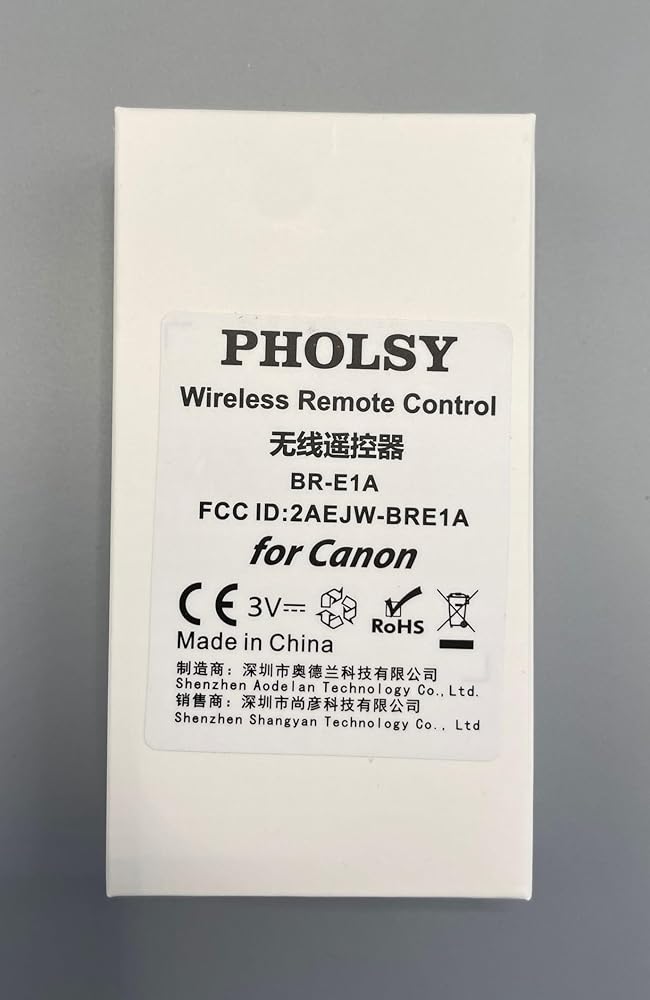 PHOLSY
Wireless Remote Control
无线遥控器
BR-E1A
FCC ID:2AEJW-BRE1A
for Canon
CE 3V RoHS
Made in China
制造商：深圳市奥德兰科技有限公司
Shenzhen Aodelan Technology Co.,Ltd.
销售商：深圳市尚彦科技有限公司
Shenzhen Shangyan Technology Co., Ltd